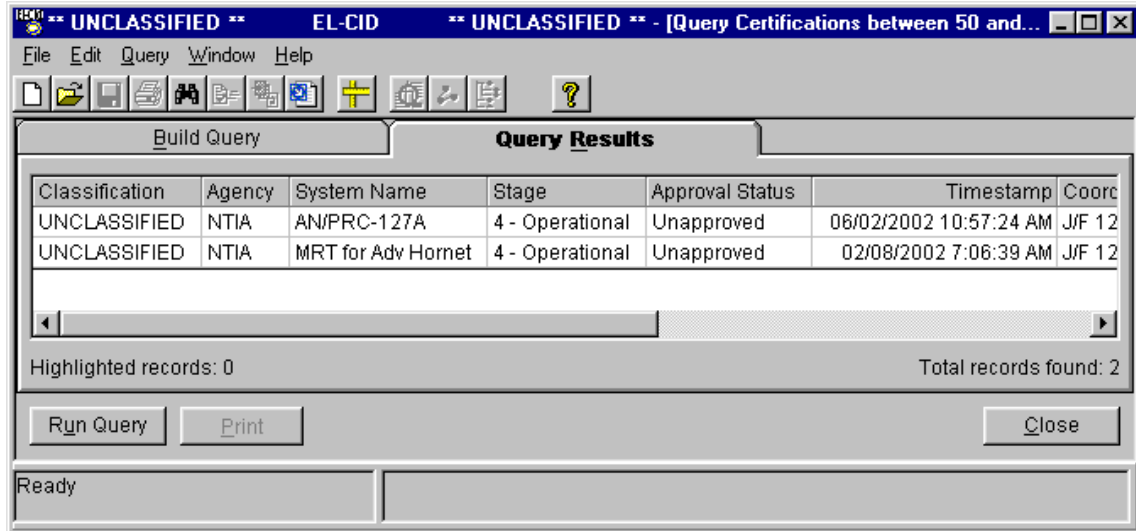 ** UNCLASSIFIED ** EL-CID ** UNCLASSIFIED ** - [Query Certifications between 50 and...
File Edit Query Window Help
Build Query Query Results
Classification Agency System Name Stage Approval Status Timestamp Coord
UNCLASSIFIED NTIA AN/PRC-127A 4 - Operational Unapproved 06/02/2002 10:57:24 AM J/F 12
UNCLASSIFIED NTIA MRT for Adv Hornet 4 - Operational Unapproved 02/08/2002 7:06:39 AM J/F 12
Highlighted records: 0 Total records found: 2
Run Query Print Close
Ready